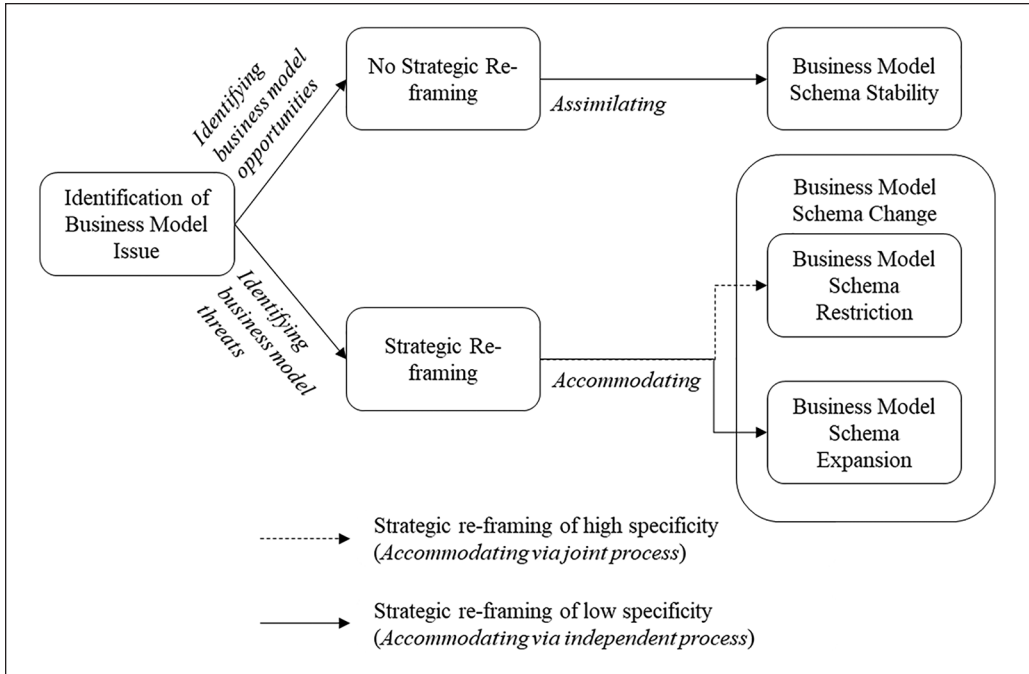 Identifying
business model
opportunities
No Strategic Re-
framing
Assimilating
Business Model
Schema Stability
Identification of
Business Model
Issue
Identifying
business model
threats
Strategic Re-
framing
Accommodating
Business Model
Schema Change
Business Model
Schema
Restriction
Business Model
Schema
Expansion
Strategic re-framing of high specificity
(Accommodating via joint process)
Strategic re-framing of low specificity
(Accommodating via independent process)